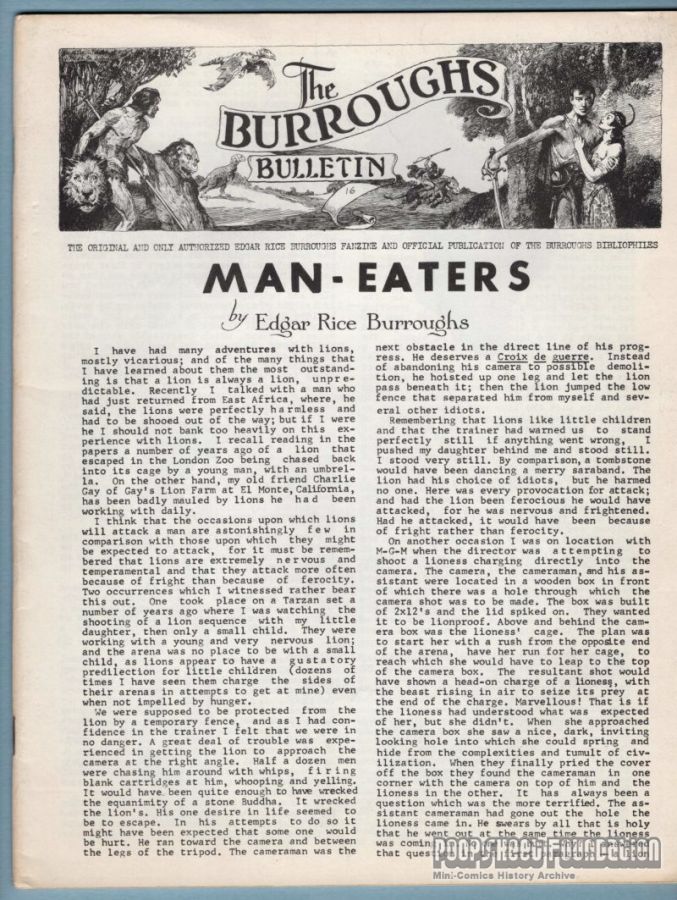 The
BURROUGHS
BULLETIN
16
THE ORIGINAL AND ONLY AUTHORIZED EDGAR RICE BURROUGHS FANZINE AND OFFICIAL PUBLICATION OF THE BURROUGHS BIBLIOPHILES
MAN-EATERS
by Edgar Rice Burroughs
I have had many adventures with lions,
mostly vicarious; and of the many things that
I have learned about them the most outstand-
ing is that a lion is always a lion, unpre-
dictable. Recently I talked with a man who
had just returned from East Africa, where, he
said, the lions were perfectly harmless and
had to be shooed out of the way; but if I were
he I should not bank too heavily on this ex-
perience with lions. I recall reading in the
papers a number of years ago of a lion that
escaped in the London Zoo being chased back
into its cage by a young man, with an umbrel-
la. On the other hand, my old friend Charlie
Gay of Gay's Lion Farm at El Monte, California,
has been badly mauled by lions he had been
working with daily.
I think that the occasions upon which lions
will attack a man are astonishingly few in
comparison with those upon which they might
be expected to attack, for it must be remem-
bered that lions are extremely nervous and
temperamental and that they attack more often
because of fright than because of ferocity.
Two occurrences which I witnessed rather bear
this out. One took place on a Tarzan set a
number of years ago where I was watching the
shooting of a lion sequence with my little
daughter, then only a small child. They were
working with a young and very nervous lion;
and the arena was no place to be with a small
child, as lions appear to have a gustatory
predilection for little children (dozens of
times I have seen them charge the sides of
their arenas in attempts to get at mine) even
when not impelled by hunger.
We were supposed to be protected from the
lion by a temporary fence, and as I had con-
fidence in the trainer I felt that we were in
no danger. A great deal of trouble was expe-
rienced in getting the lion to approach the
camera at the right angle. Half a dozen men
were chasing him around with whips, firing
blank cartridges at him, whooping and yelling.
It would have been quite enough to have wrecked
the equanimity of a stone Buddha. It wrecked
the lion's. His one desire in life seemed to
be to escape. In his attempts to do so it
might have been expected that some one would
be hurt. He ran toward the camera and between
the legs of the tripod. The cameraman was the
next obstacle in the direct line of his prog-
ress. He deserves a Croix de guerre. Instead
of abandoning his camera to possible demoli-
tion, he hoisted up one leg and let the lion
pass beneath it; then the lion jumped the low
fence that separated him from myself and sev-
eral other idiots.
Remembering that lions like little children
and that the trainer had warned us to stand
perfectly still if anything went wrong, I
pushed my daughter behind me and stood still.
I stood very still. By comparison, a tombstone
would have been dancing a merry saraband. The
lion had his choice of idiots, but he harmed
no one. Here was every provocation for attack;
and had the lion been ferocious he would have
attacked, for he was nervous and frightened.
Had he attacked, it would have been because
of fright rather than ferocity.
On another occasion I was on location with
M-G-M when the director was attempting to
shoot a lioness charging directly into the
camera. The camera, the cameraman, and his as-
sistant were located in a wooden box in front
of which there was a hole through which the
camera shot was to be made. The box was built
of 2x12's and the lid spiked on. They wanted
it to be lionproof. Above and behind the cam-
era box was the lioness' cage. The plan was
to start her with a rush from the opposite end
of the arena, have her run for her cage, to
reach which she would have to leap to the top
of the camera box. The resultant shot would
have shown a head-on charge of a lioness, with
the beast rising in air to seize its prey at
the end of the charge. Marvellous! That is if
the lioness had understood what was expected
of her, but she didn't. When she approached
the camera box she saw a nice, dark, inviting
looking hole into which she could spring and
hide from the complexities and tumult of civ-
ilization. When they finally pried the cover
off the box they found the cameraman in one
corner with the camera on top of him and the
lioness in the other. It has always been a
question which was the more terrified. The as-
sistant cameraman had gone out the hole the
lioness came in. He swears by all that is holy
that he went out at the same time the lioness
was
that
Mini-Comics History Archive